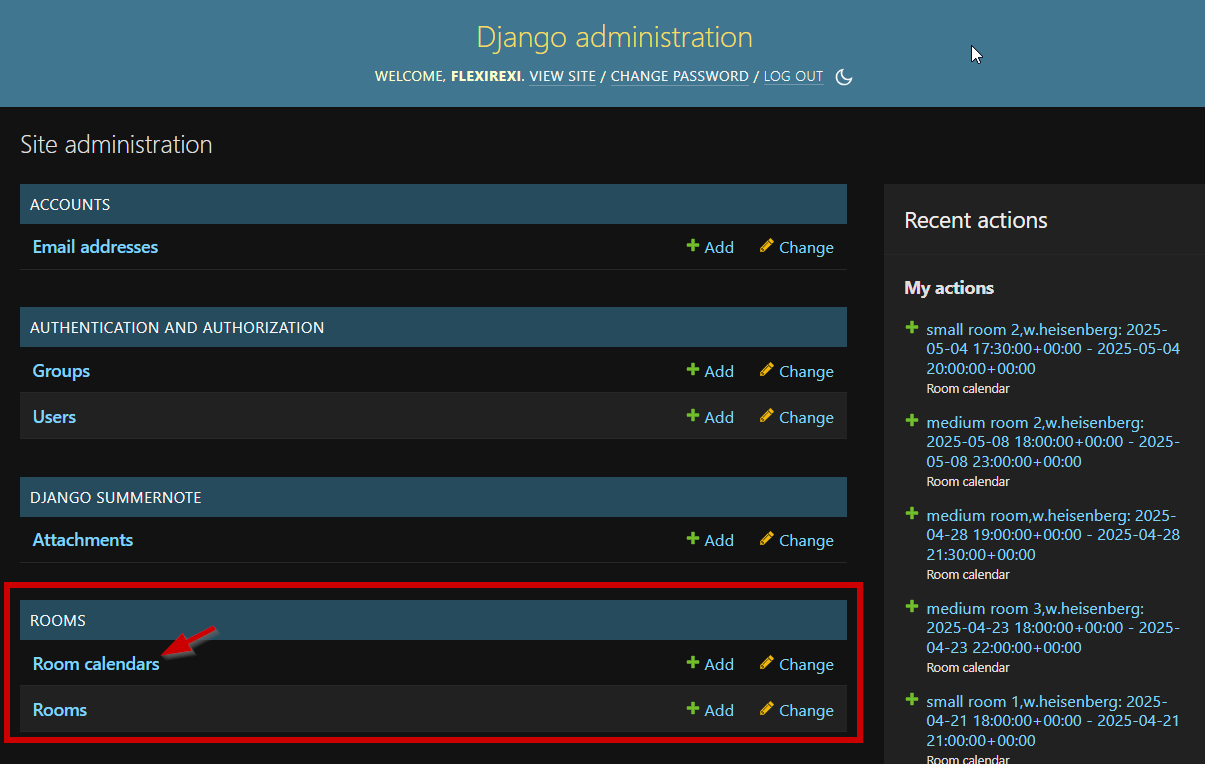 Django administration
WELCOME, FLEXIREXI. VIEW SITE / CHANGE PASSWORD / LOG OUT
Site administration
ACCOUNTS
Email addresses Add Change
AUTHENTICATION AND AUTHORIZATION
Groups Add Change
Users Add Change
DJANGO SUMMERNOTE
Attachments Add Change
ROOMS
Room calendars Add Change
Rooms Add Change
Recent actions
My actions
small room 2,w.heisenberg: 2025-
05-04 17:30:00+00:00 - 2025-05-04
20:00:00+00:00
Room calendar
medium room 2,w.heisenberg:
2025-05-08 18:00:00+00:00 - 2025-
05-08 23:00:00+00:00
Room calendar
medium room,w.heisenberg: 2025-
04-28 19:00:00+00:00 - 2025-04-28
21:30:00+00:00
Room calendar
medium room 3,w.heisenberg:
2025-04-23 18:00:00+00:00 - 2025-
04-23 22:00:00+00:00
Room calendar
small room 1,w.heisenberg: 2025-
04-21 18:00:00+00:00 - 2025-04-21
21:00:00+00:00
Room calendar